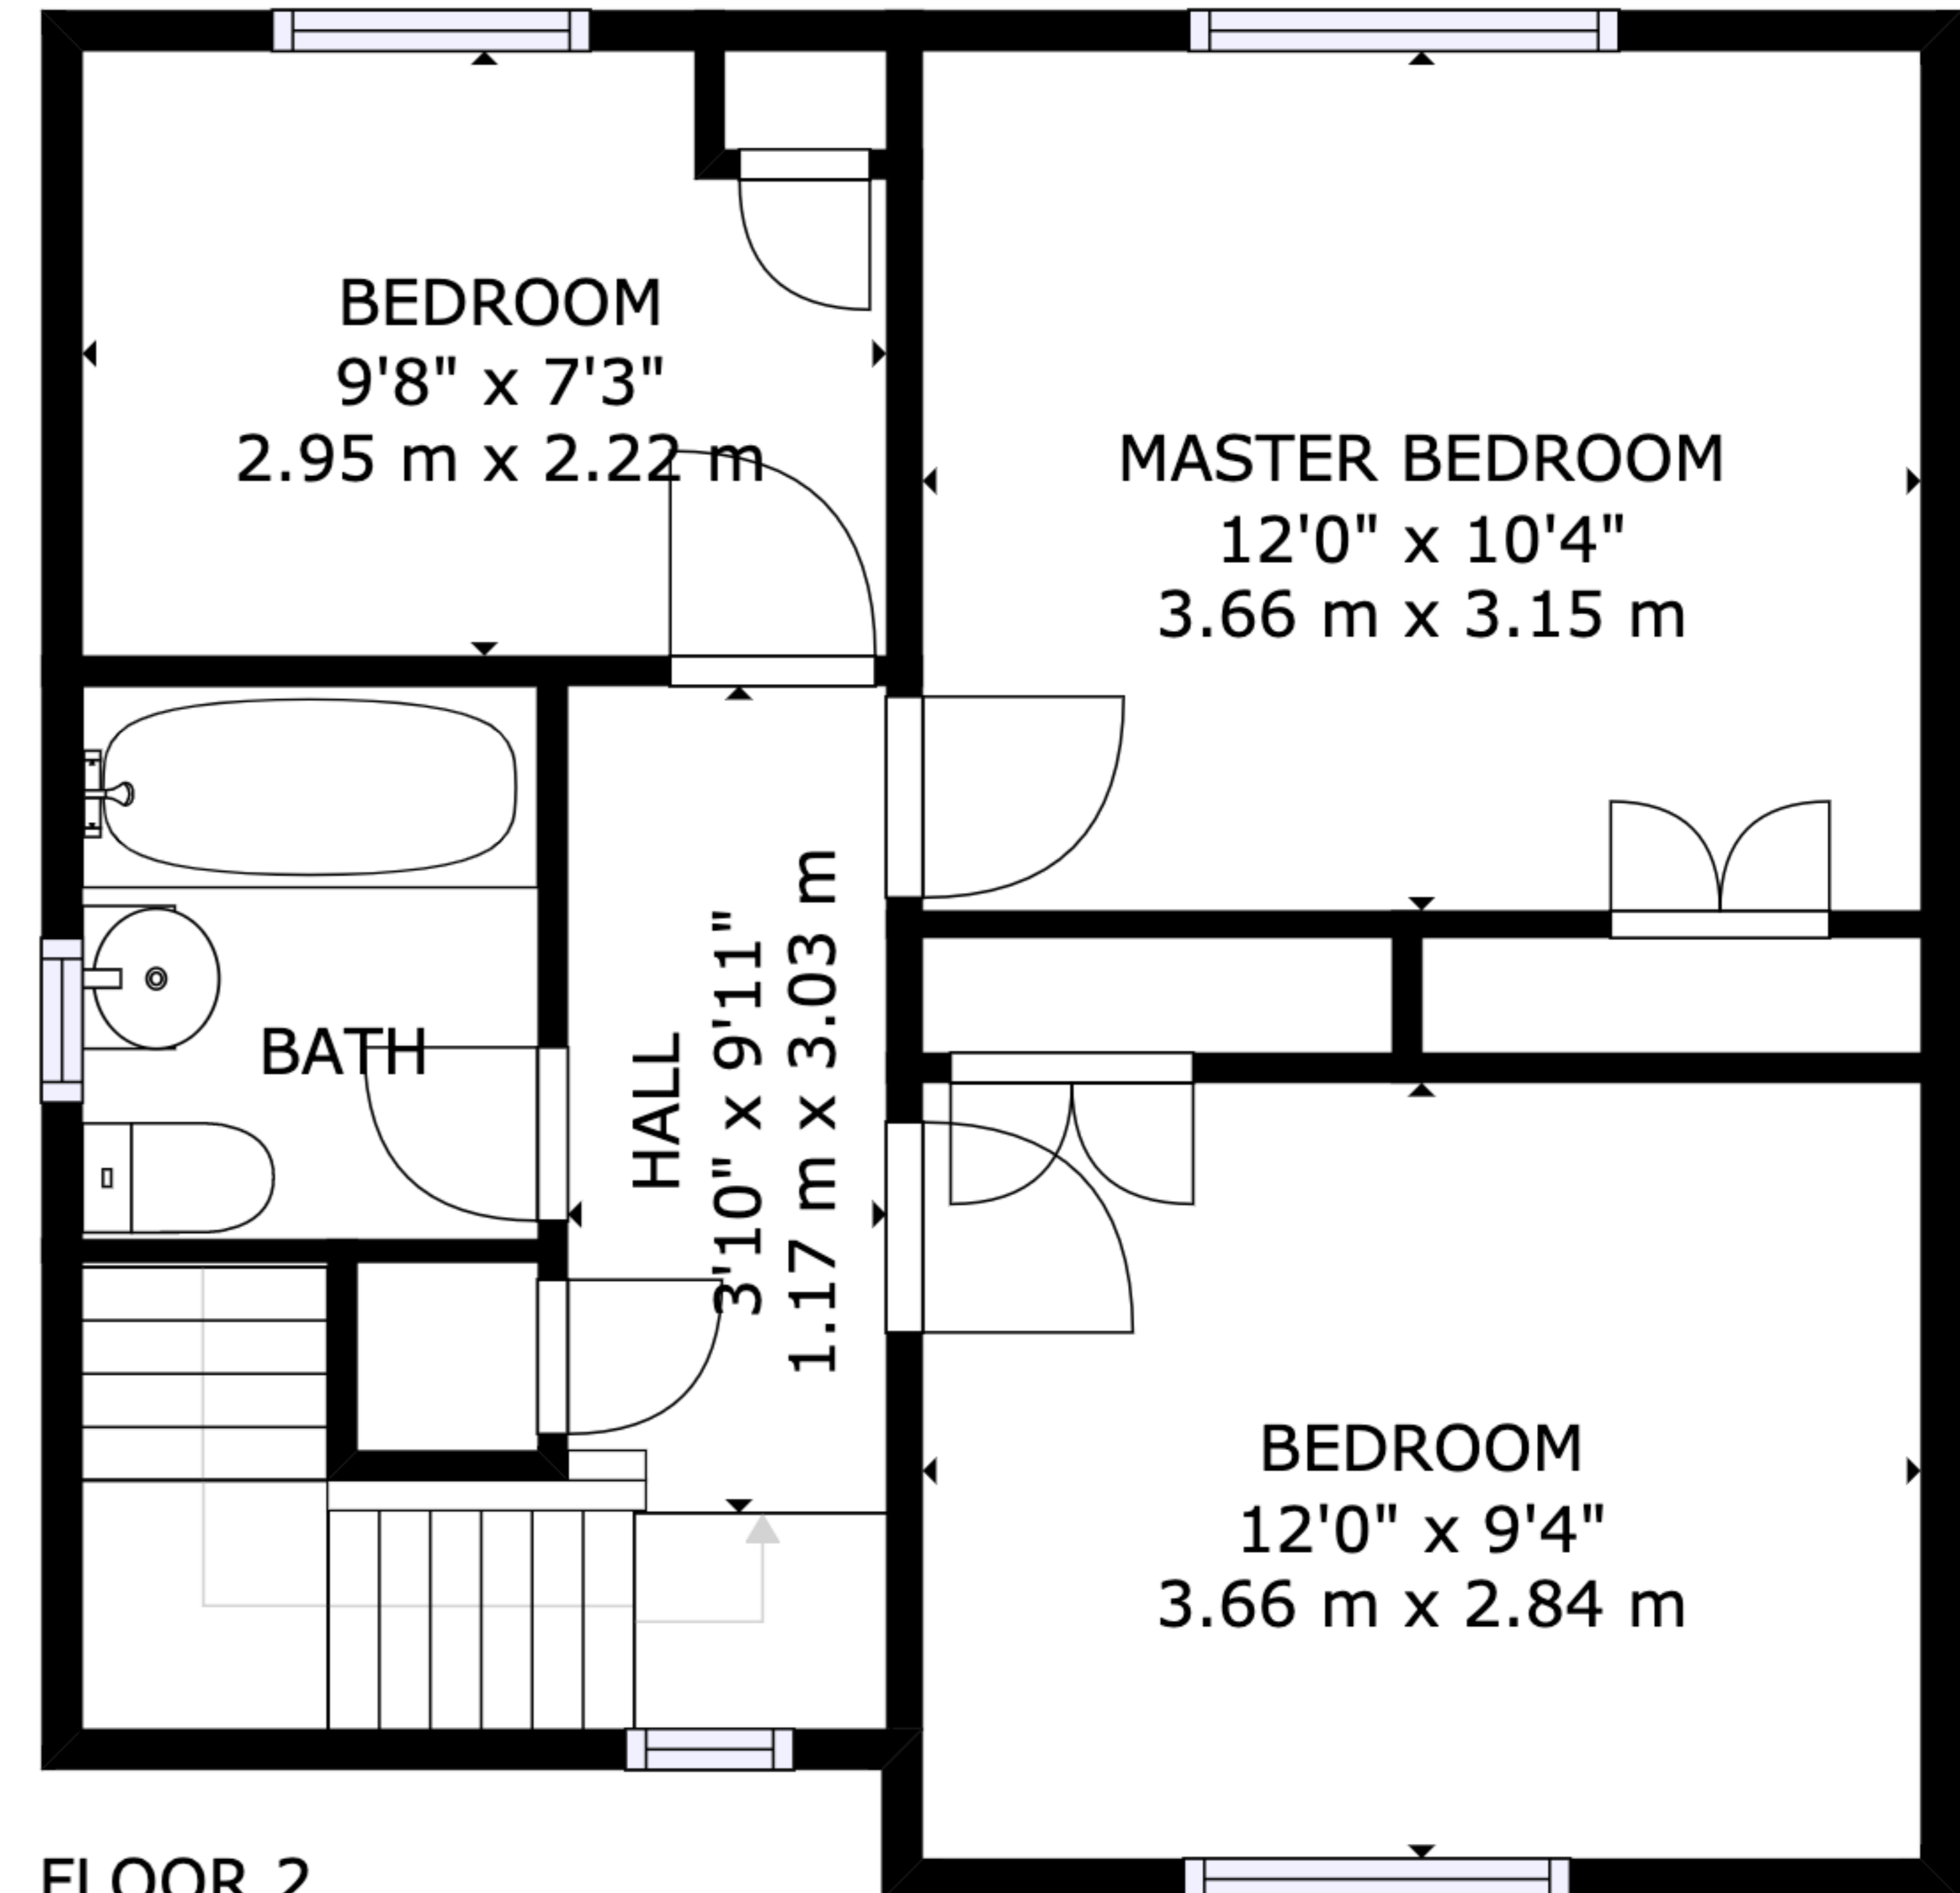 BEDROOM
9'8" x 7'3"
2.95 m x 2.22 m
MASTER BEDROOM
12'0" x 10'4"
3.66 m x 3.15 m
BATH
HALL
3'10" x 9'11"
1.17 m x 3.03 m
BEDROOM
12'0" x 9'4"
3.66 m x 2.84 m
FLOOR 2